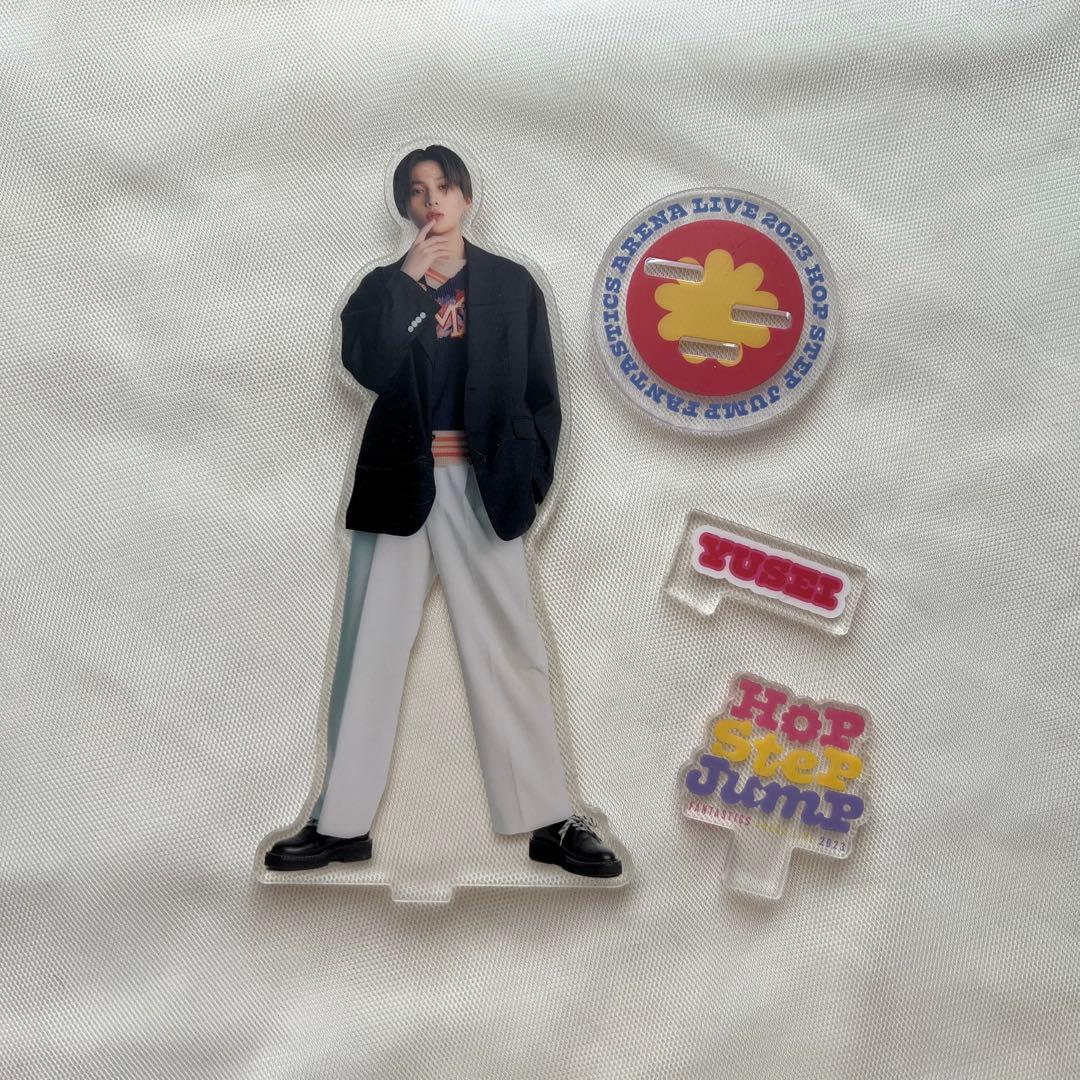 FANTASTICS ARENA LIVE 2023 HOP STEP JUMP
YUSEI
HOP
SteP
JumP
FANTASTICS
2023